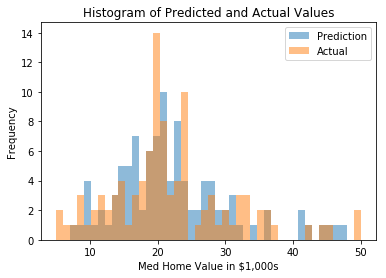 Histogram of Predicted and Actual Values
Prediction
Actual
Frequency
14
12
10
8
6
4
2
0
10
20
30
40
50
Med Home Value in $1,000s